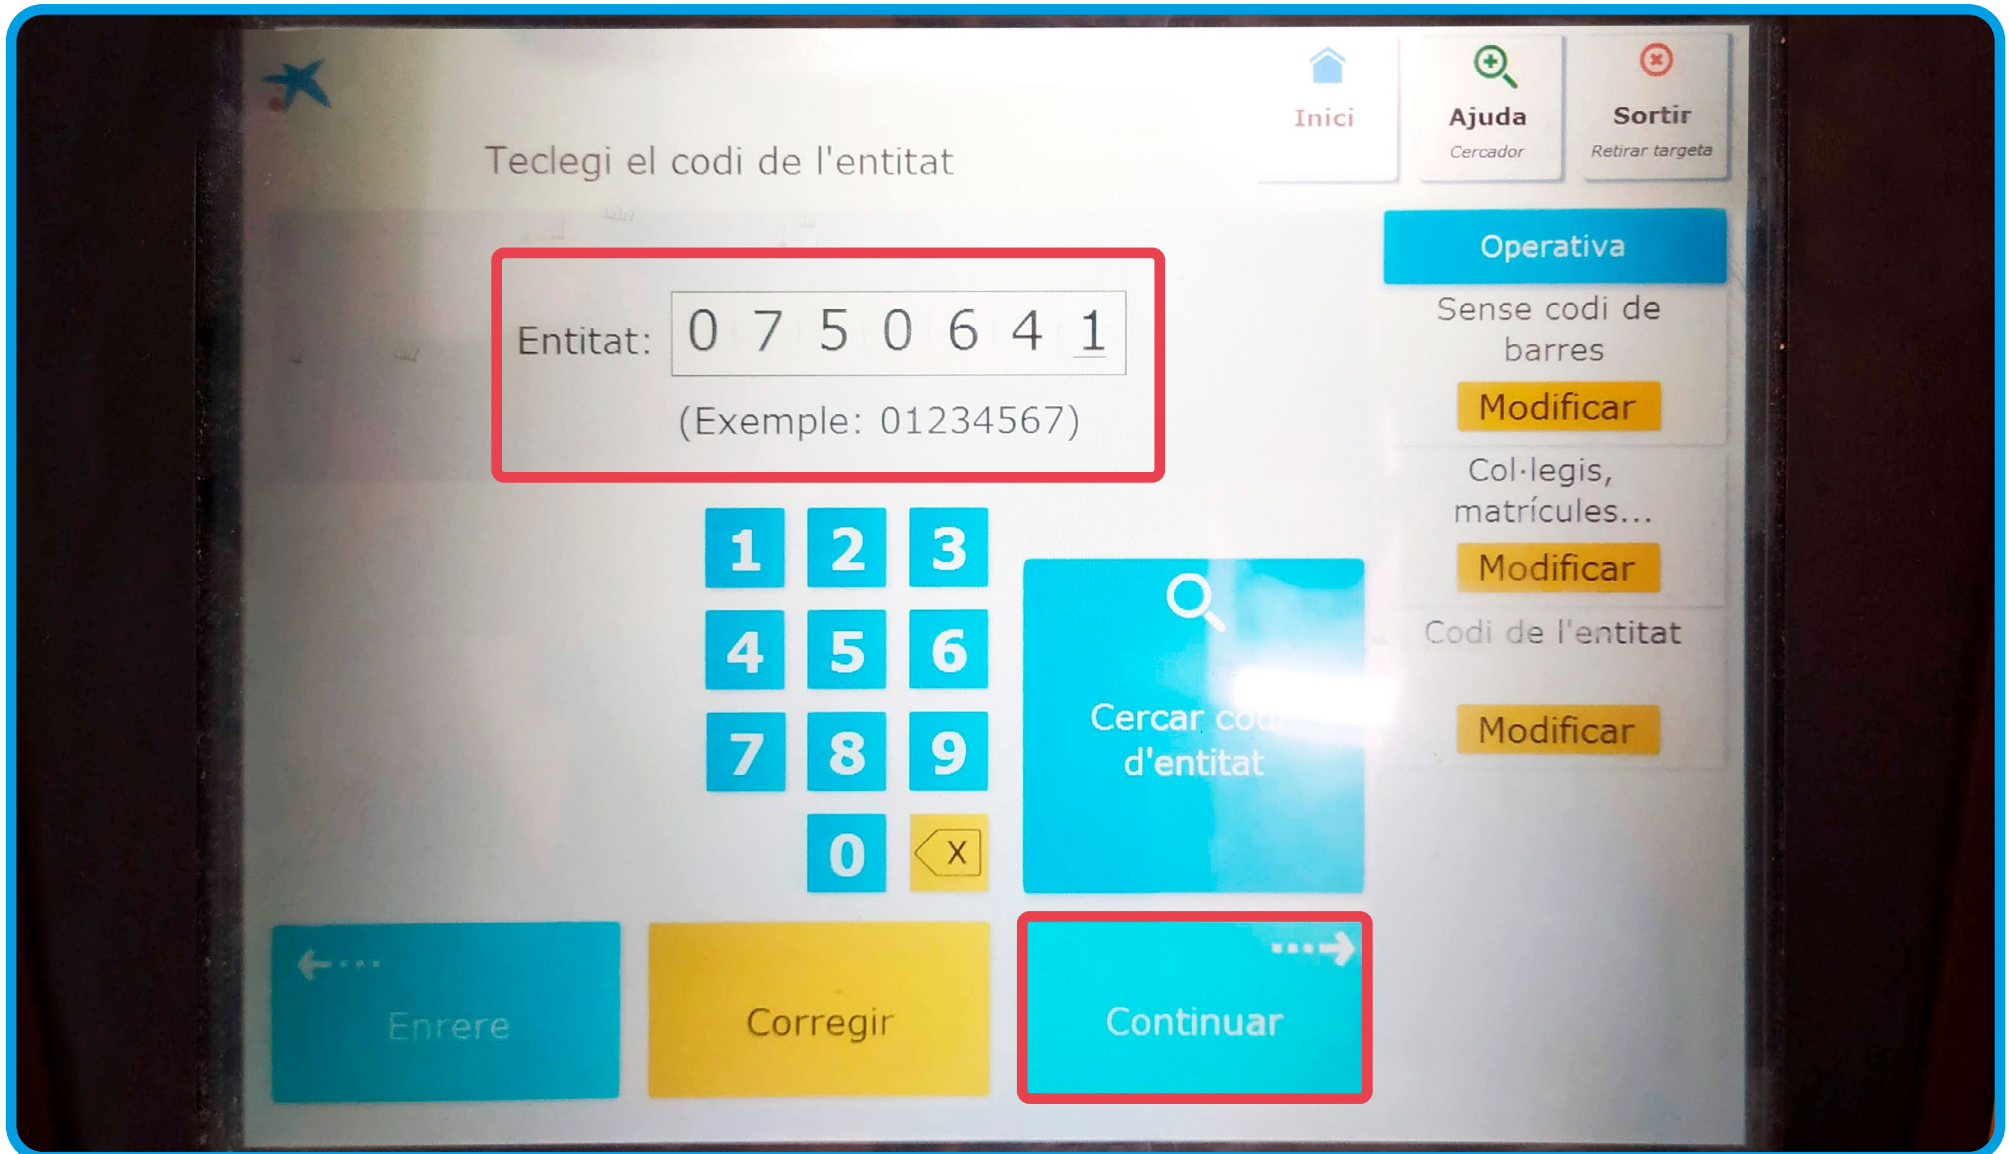 Inici
Ajuda
Cercador
Sortir
Retirar targeta
Teclegi el codi de l'entitat
Entitat: 0 7 5 0 6 4 1
(Exemple: 01234567)
1 2 3
4 5 6
7 8 9
0 X
Cercar
d'entitat
Enrere
Corregir
Continuar
Operativa
Sense codi de
barres
Modificar
Col·legis,
matrícules...
Modificar
Codi de l'entitat
Modificar